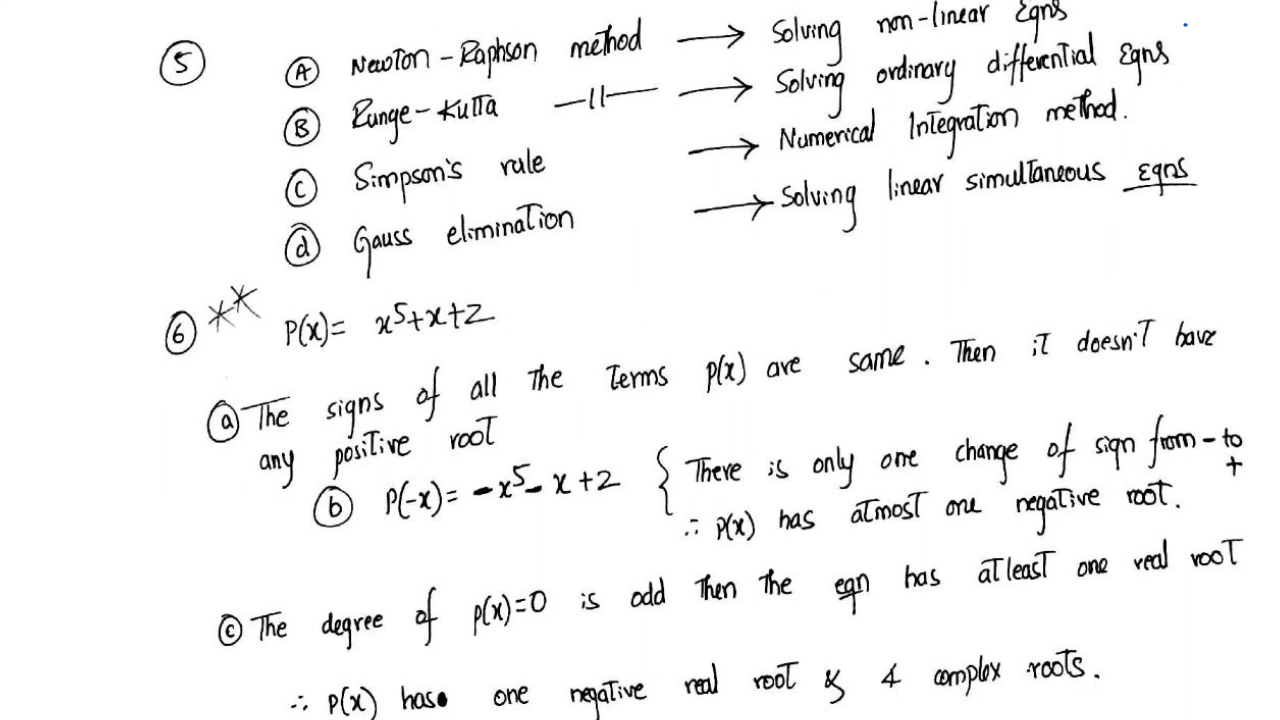 ⑤ Ⓐ Newton-Raphson method → Solving non-linear Eqns
Ⓑ Runge-Kutta —11— → Solving ordinary differential Eqns
Ⓒ Simpson's rule → Numerical Integration method.
ⓓ Gauss elimination → Solving linear simultaneous Eqns
⑥ ** P(x)= x⁵+x+2
ⓐ The signs of all the terms p(x) are same. Then it doesn't have
any positive root
ⓑ P(-x)= -x⁵-x+2 { There is only one change of sign from - to +
∴ p(x) has atmost one negative root.
ⓒ The degree of p(x)=0 is odd then the eqn has atleast one real root
∴ p(x) has one negative real root & 4 complex roots.